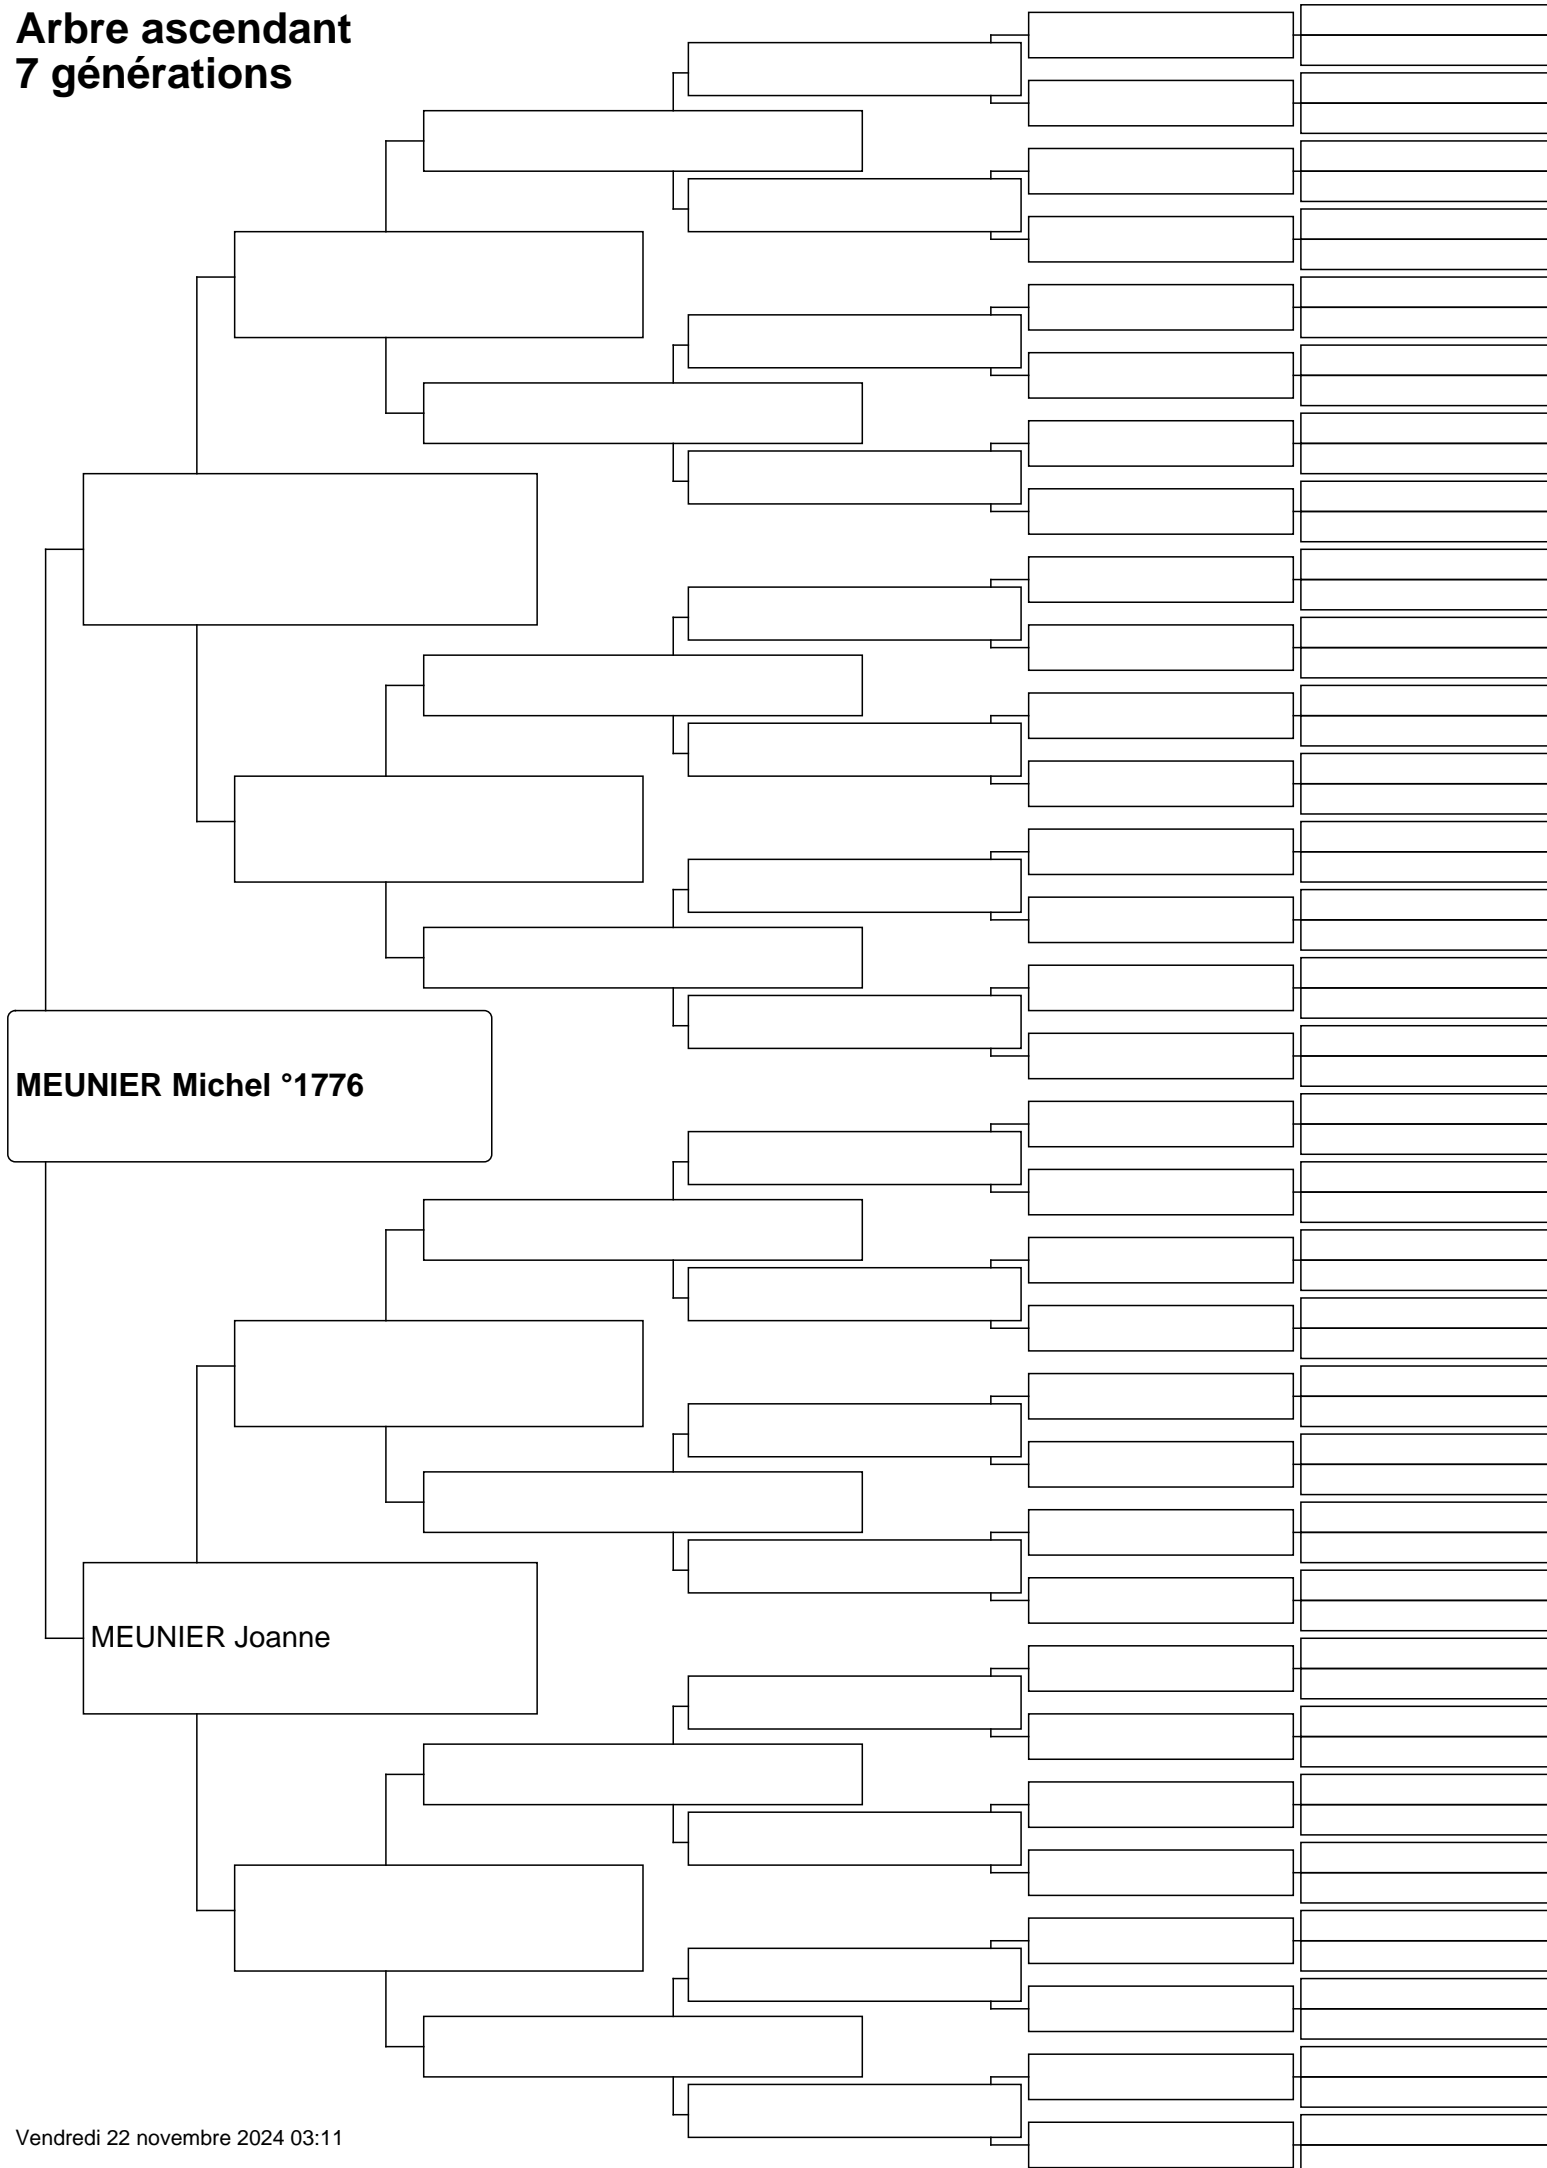 Arbre ascendant
7 générations
MEUNIER Michel °1776
MEUNIER Joanne
Vendredi 22 novembre 2024 03:11